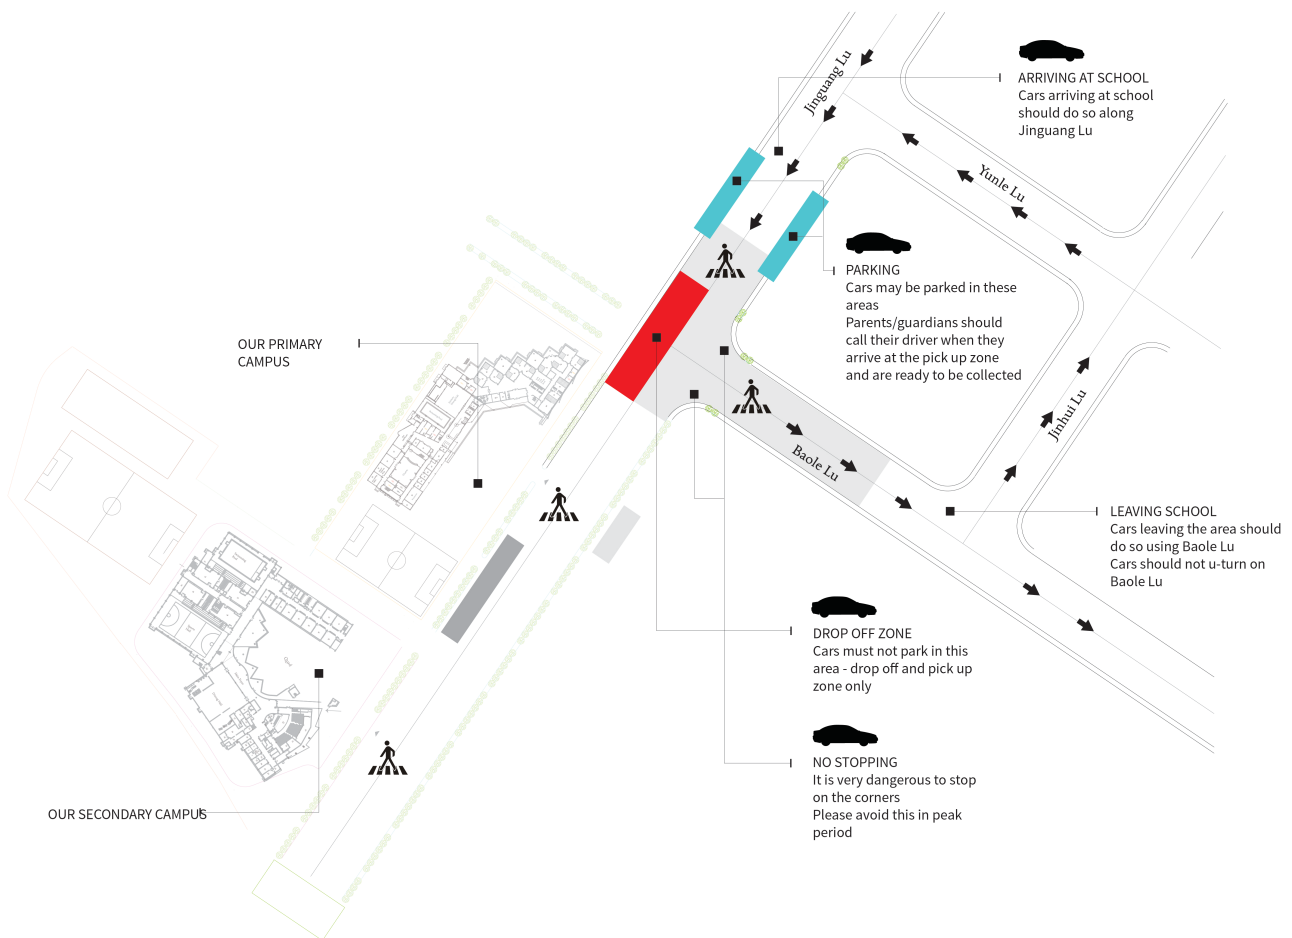 Jinguang Lu
ARRIVING AT SCHOOL
Cars arriving at school
should do so along
Jinguang Lu
Yunle Lu
PARKING
Cars may be parked in these
areas
Parents/guardians should
call their driver when they
arrive at the pick up zone
and are ready to be collected
OUR PRIMARY
CAMPUS
Jinhui Lu
Baole Lu
LEAVING SCHOOL
Cars leaving the area should
do so using Baole Lu
Cars should not u-turn on
Baole Lu
DROP OFF ZONE
Cars must not park in this
area - drop off and pick up
zone only
NO STOPPING
It is very dangerous to stop
on the corners
Please avoid this in peak
period
OUR SECONDARY CAMPUS